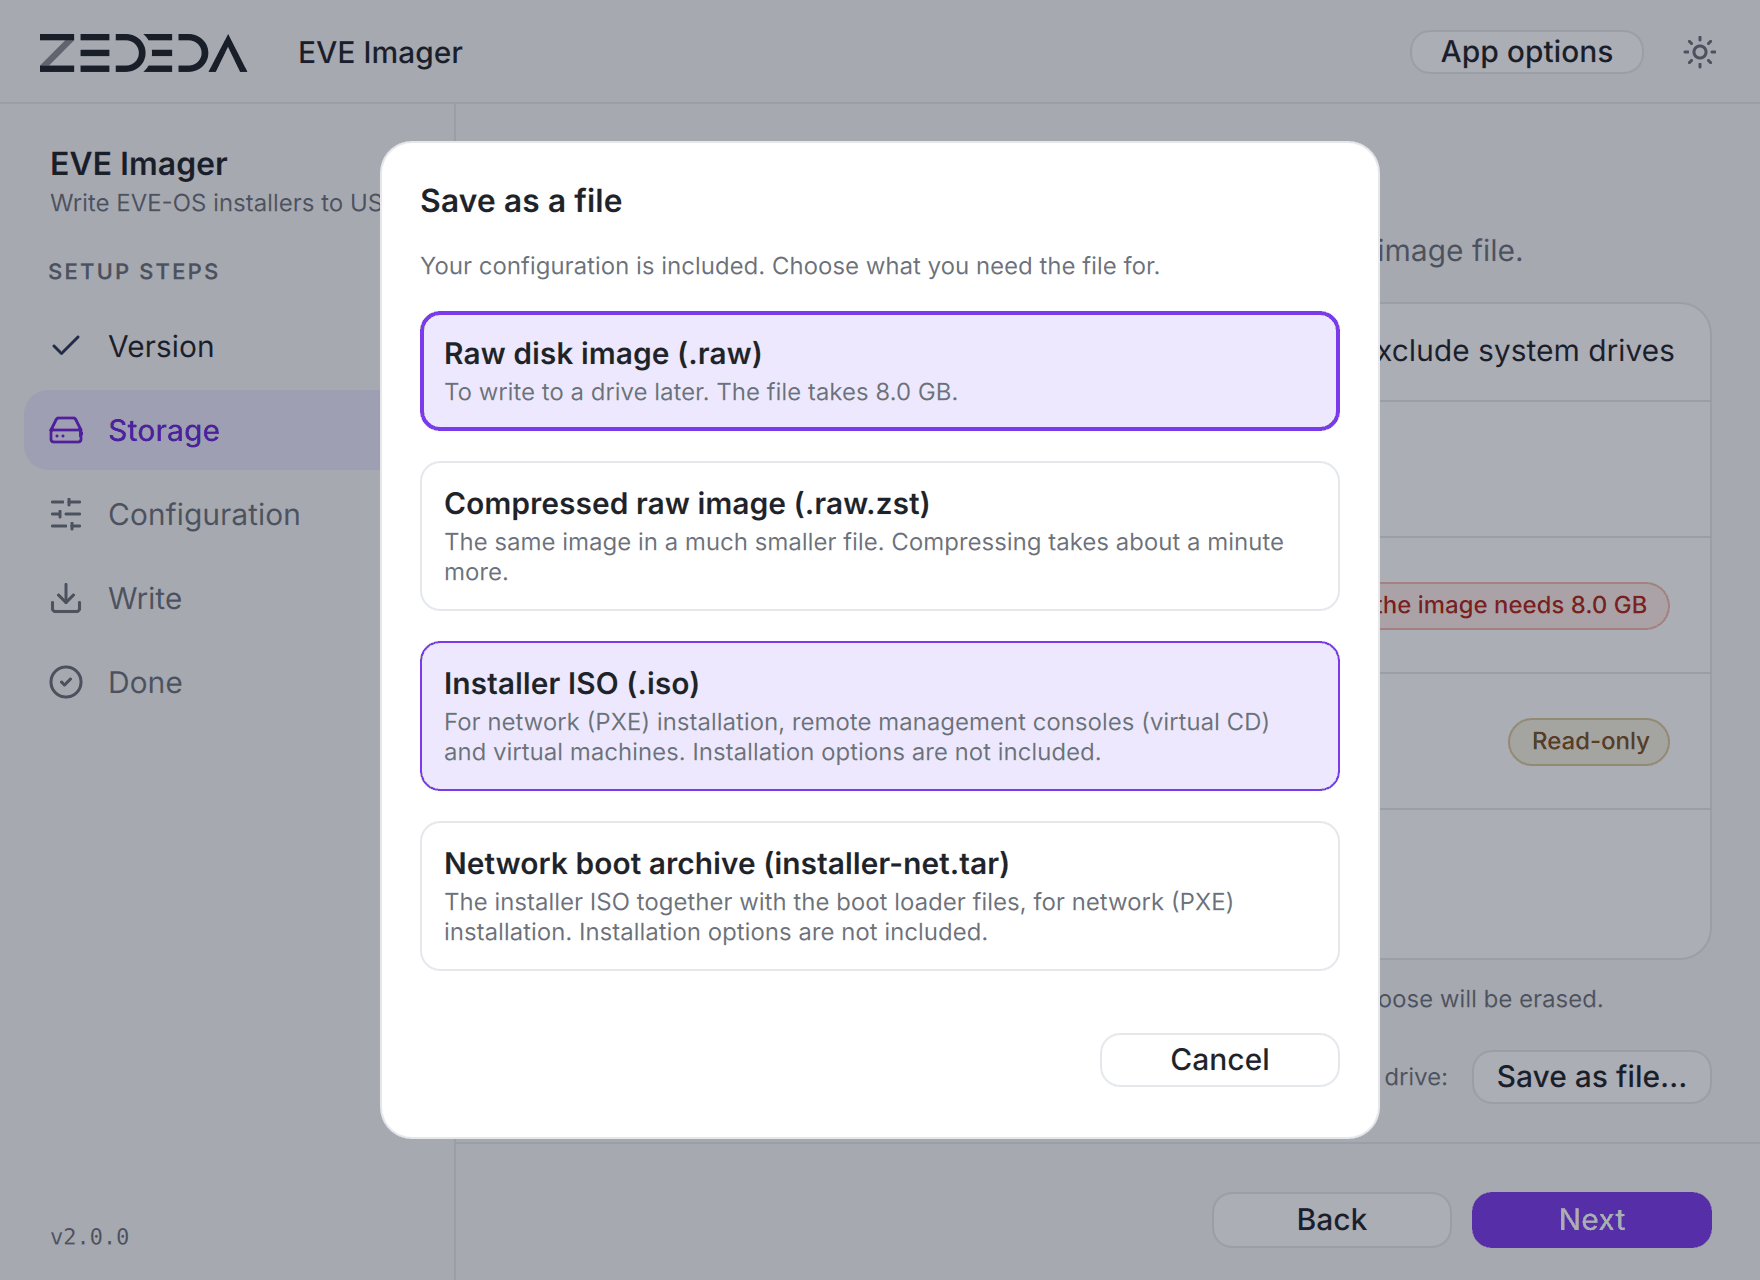 ZEDEDA
EVE Imager
App options
EVE Imager
Write EVE-OS installers to US
SETUP STEPS
Version
Storage
Configuration
Write
Done
v2.0.0
Save as a file
Your configuration is included. Choose what you need the file for.
Raw disk image (.raw)
To write to a drive later. The file takes 8.0 GB.
Compressed raw image (.raw.zst)
The same image in a much smaller file. Compressing takes about a minute
more.
Installer ISO (.iso)
For network (PXE) installation, remote management consoles (virtual CD)
and virtual machines. Installation options are not included.
Network boot archive (installer-net.tar)
The installer ISO together with the boot loader files, for network (PXE)
installation. Installation options are not included.
Cancel
image file.
xclude system drives
the image needs 8.0 GB
Read-only
oose will be erased.
drive:
Save as file...
Back
Next